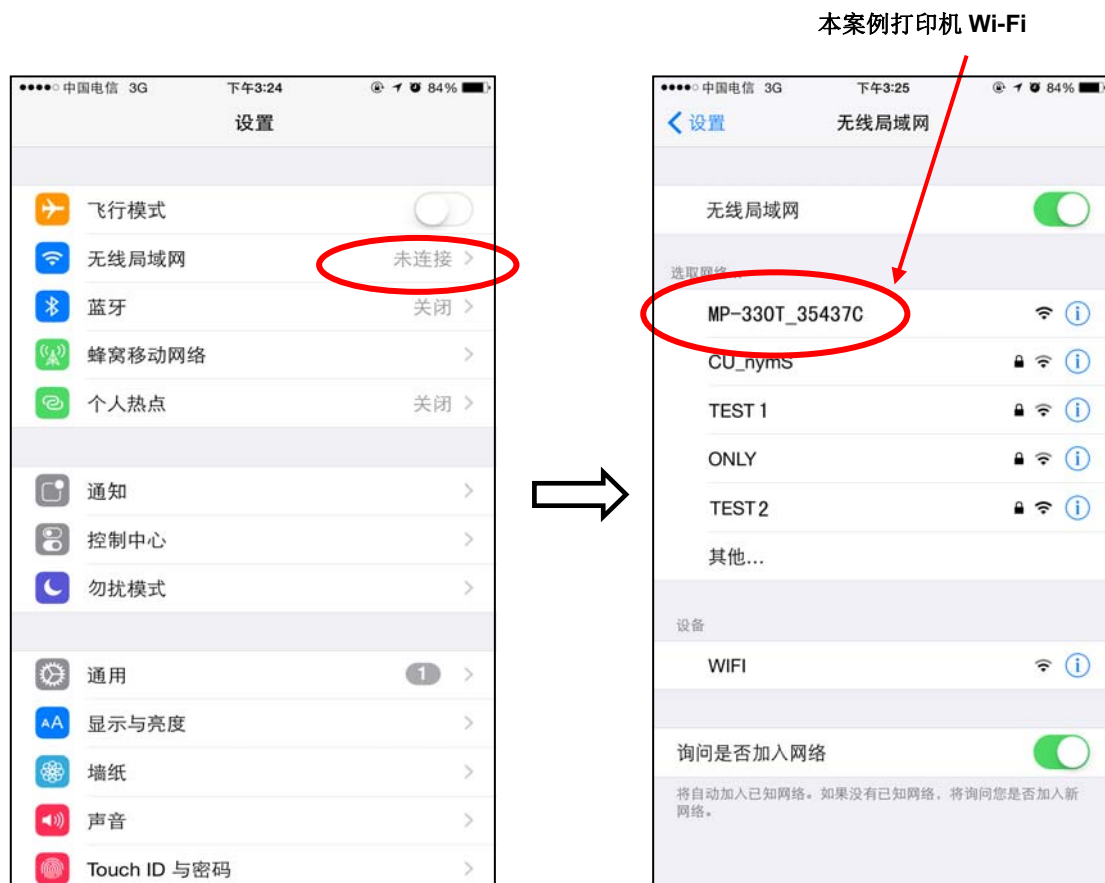 本案例打印机 Wi-Fi
中国电信 3G 下午3:24 84%
设置
飞行模式
无线局域网 未连接
蓝牙 关闭
蜂窝移动网络
个人热点 关闭
通知
控制中心
勿扰模式
通用 1
AA 显示与亮度
墙纸
声音
Touch ID 与密码
中国电信 3G 下午3:25 84%
设置 无线局域网
无线局域网
选取网络...
MP-330T_35437C
CU_nymS
TEST 1
ONLY
TEST 2
其他...
设备
WIFI
询问是否加入网络
将自动加入已知网络。如果没有已知网络，将询问您是否加入新
网络。